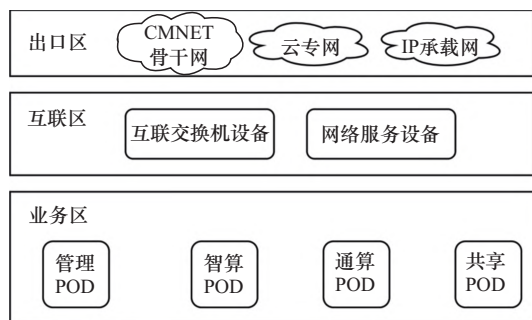 出口区
CMNET
骨干网
云专网
IP承载网
互联区
互联交换机设备
网络服务设备
业务区
管理
POD
智算
POD
通算
POD
共享
POD